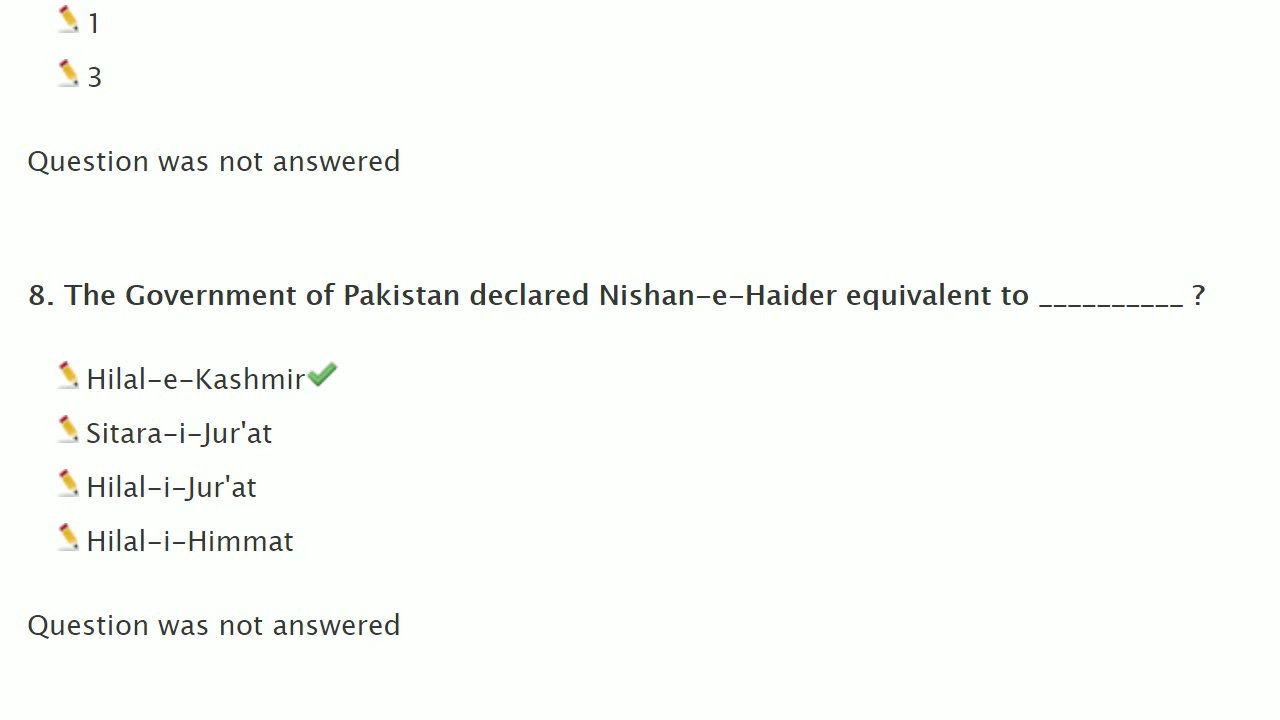 1
3
Question was not answered
8. The Government of Pakistan declared Nishan-e-Haider equivalent to __________ ?
Hilal-e-Kashmir
Sitara-i-Jur'at
Hilal-i-Jur'at
Hilal-i-Himmat
Question was not answered